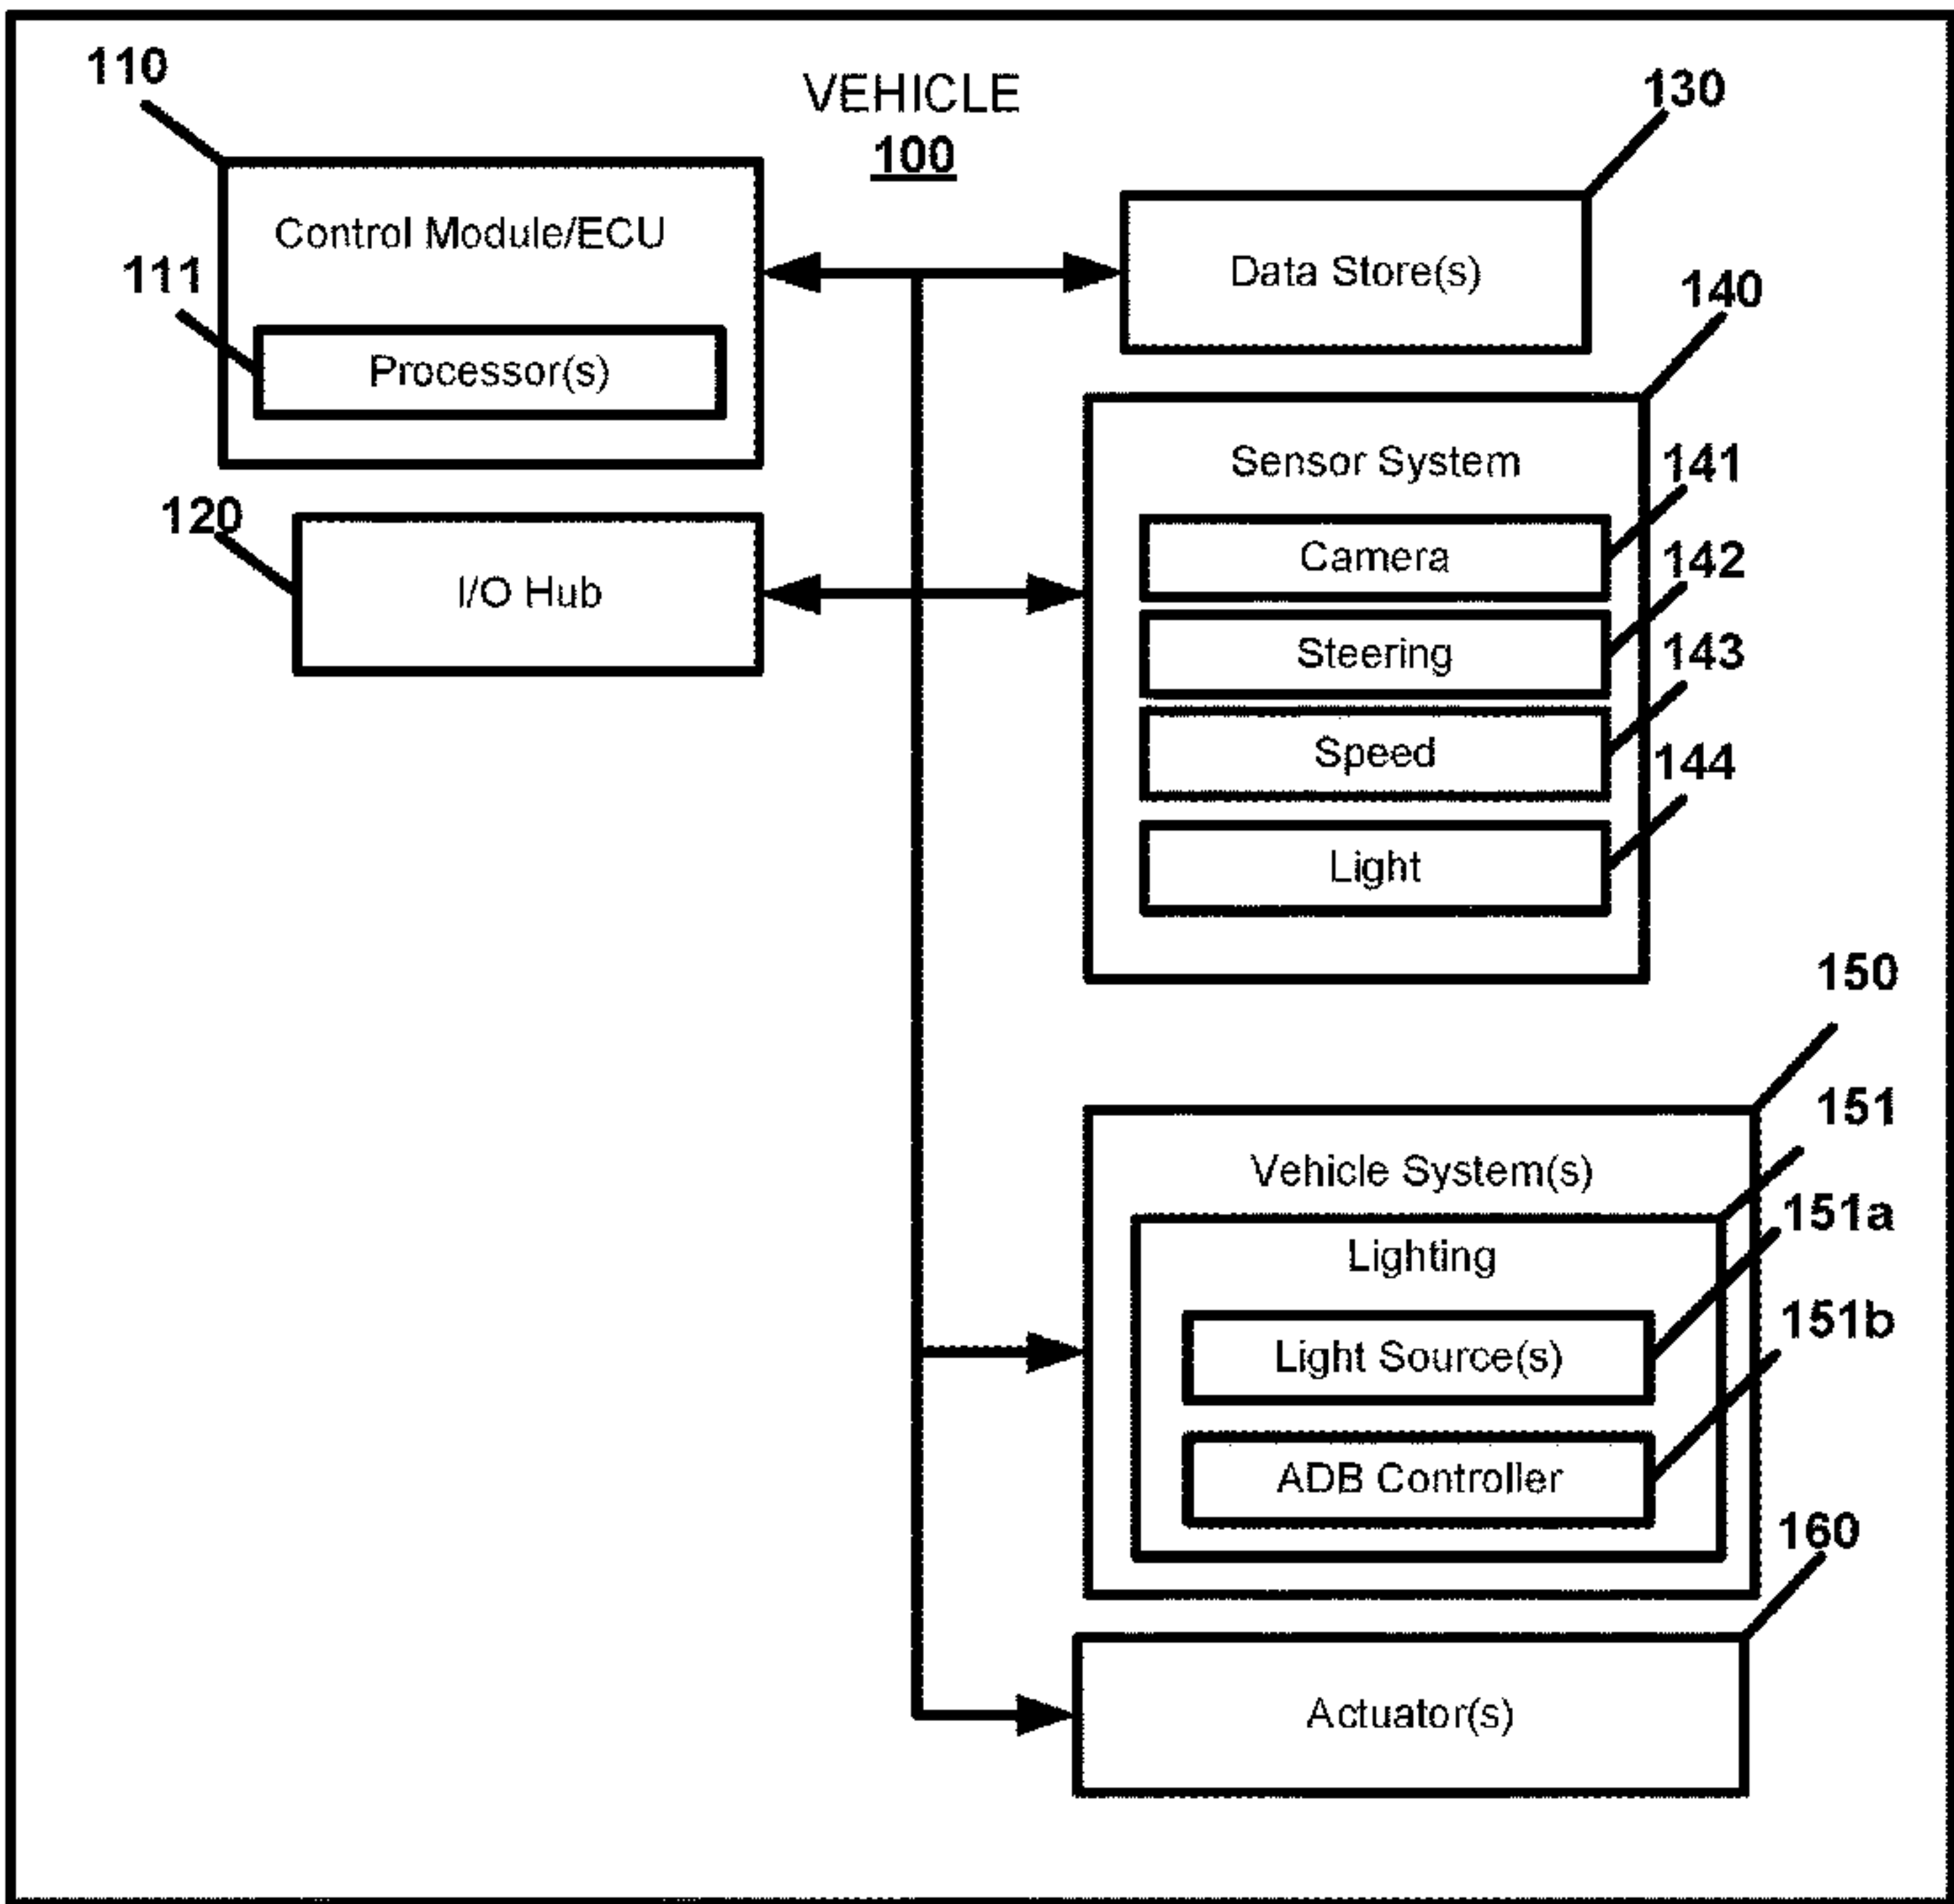 110
VEHICLE
100
130
Control Module/ECU
111
Processor(s)
Data Store(s)
140
Sensor System
141
Camera
142
Steering
143
Speed
144
Light
120
I/O Hub
150
Vehicle System(s)
151
Lighting
151a
Light Source(s)
151b
ADB Controller
160
Actuator(s)